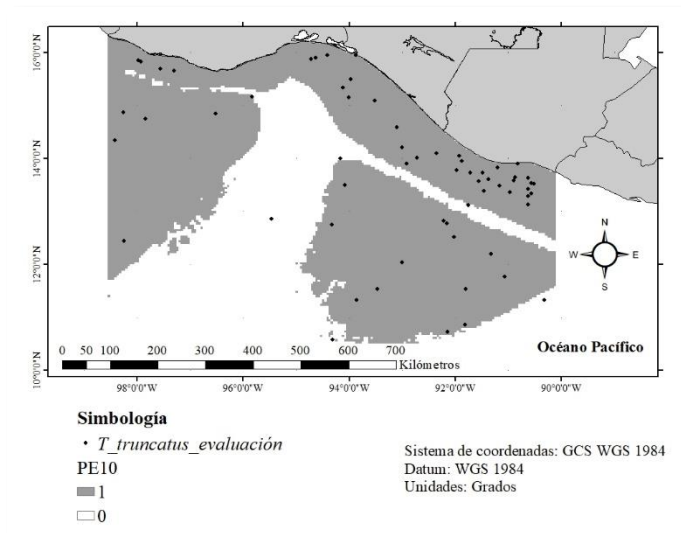 16°0'0"N
14°0'0"N
12°0'0"N
10°0'0"N
N
W E
S
Océano Pacífico
0 50 100 200 300 400 500 600 700
Kilómetros
98°0'0"W 96°0'0"W 94°0'0"W 92°0'0"W 90°0'0"W
Simbología
T_truncatus_evaluación
PE10
1
0
Sistema de coordenadas: GCS WGS 1984
Datum: WGS 1984
Unidades: Grados